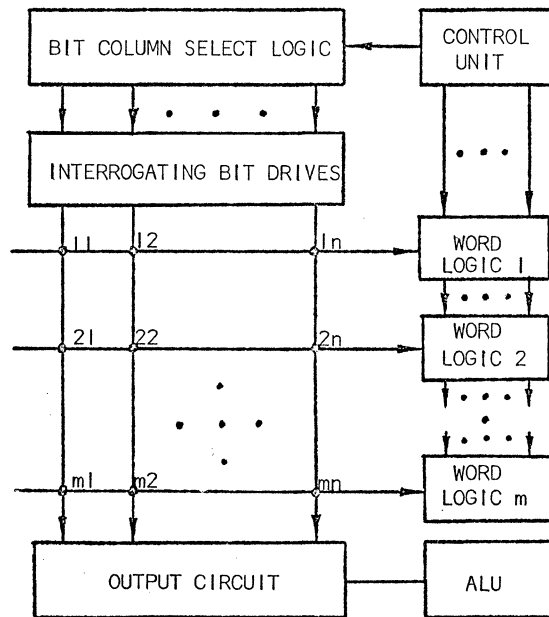 BIT COLUMN SELECT LOGIC
CONTROL
UNIT
INTERROGATING BIT DRIVES
11 12 1n
WORD
LOGIC 1
21 22 2n
WORD
LOGIC 2
m1 m2 mn
WORD
LOGIC m
OUTPUT CIRCUIT
ALU